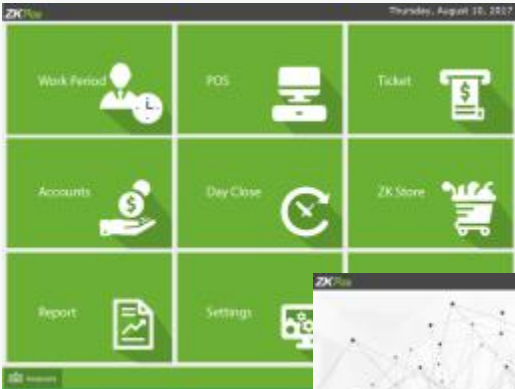 ZKPos
Thursday, August 10, 2017
Work Period
POS
Ticket
Accounts
Day Close
ZK Store
Report
Settings
ZKPos